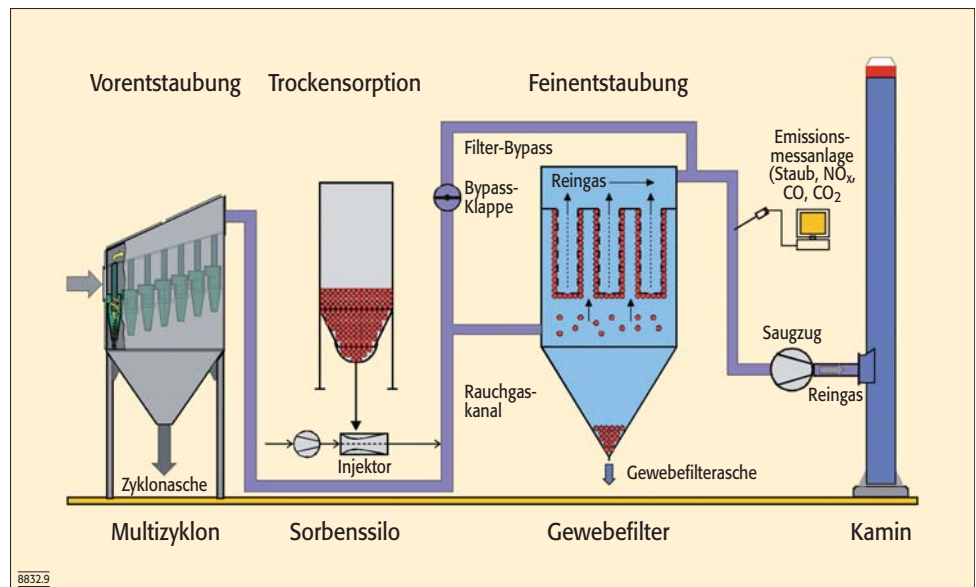 Vorentstaubung
Trockensorption
Feinentstaubung
Filter-Bypass
Bypass-
Klappe
Reingas
Emissions-
messanlage
(Staub, NOₓ,
CO, CO₂
Saugzug
Reingas
Rauchgas-
kanal
Injektor
Zyklonasche
Gewebefilterasche
Multizyklon
Sorbenssilo
Gewebefilter
Kamin
8832.9